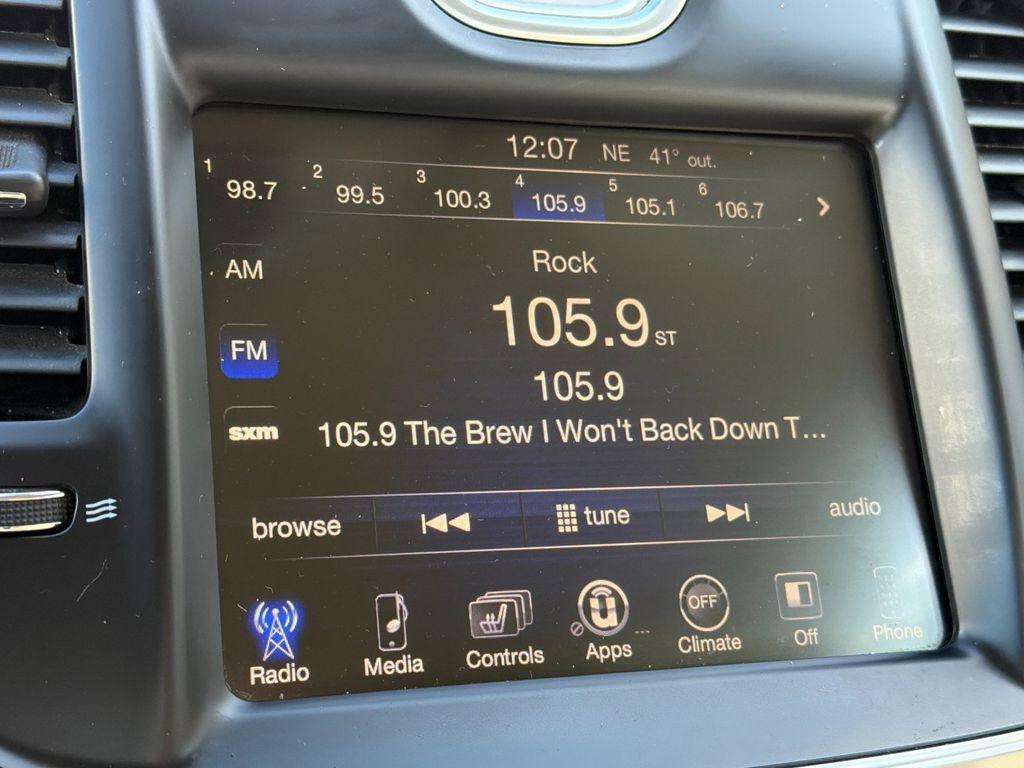 12:07 NE 41° out.
1 98.7 2 99.5 3 100.3 4 105.9 5 105.1 6 106.7
AM
Rock
FM
105.9 ST
105.9
sxm
105.9 The Brew I Won't Back Down T...
browse tune audio
OFF
Radio Media Controls Apps Climate Off Phone